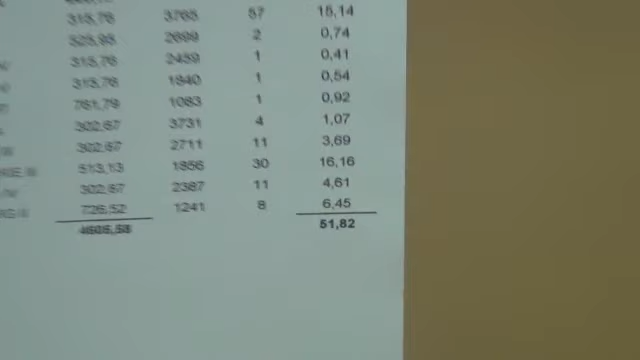 315,76 3765 57 15,14
525,95 2699 2 0,74
315,76 2459 1 0,41
315,76 1840 1 0,54
761,79 1083 1 0,92
302,67 3731 4 1,07
302,67 2711 11 3,69
513,13 1856 30 16,16
302,67 2387 11 4,61
726,52 1241 8 6,45
51,82